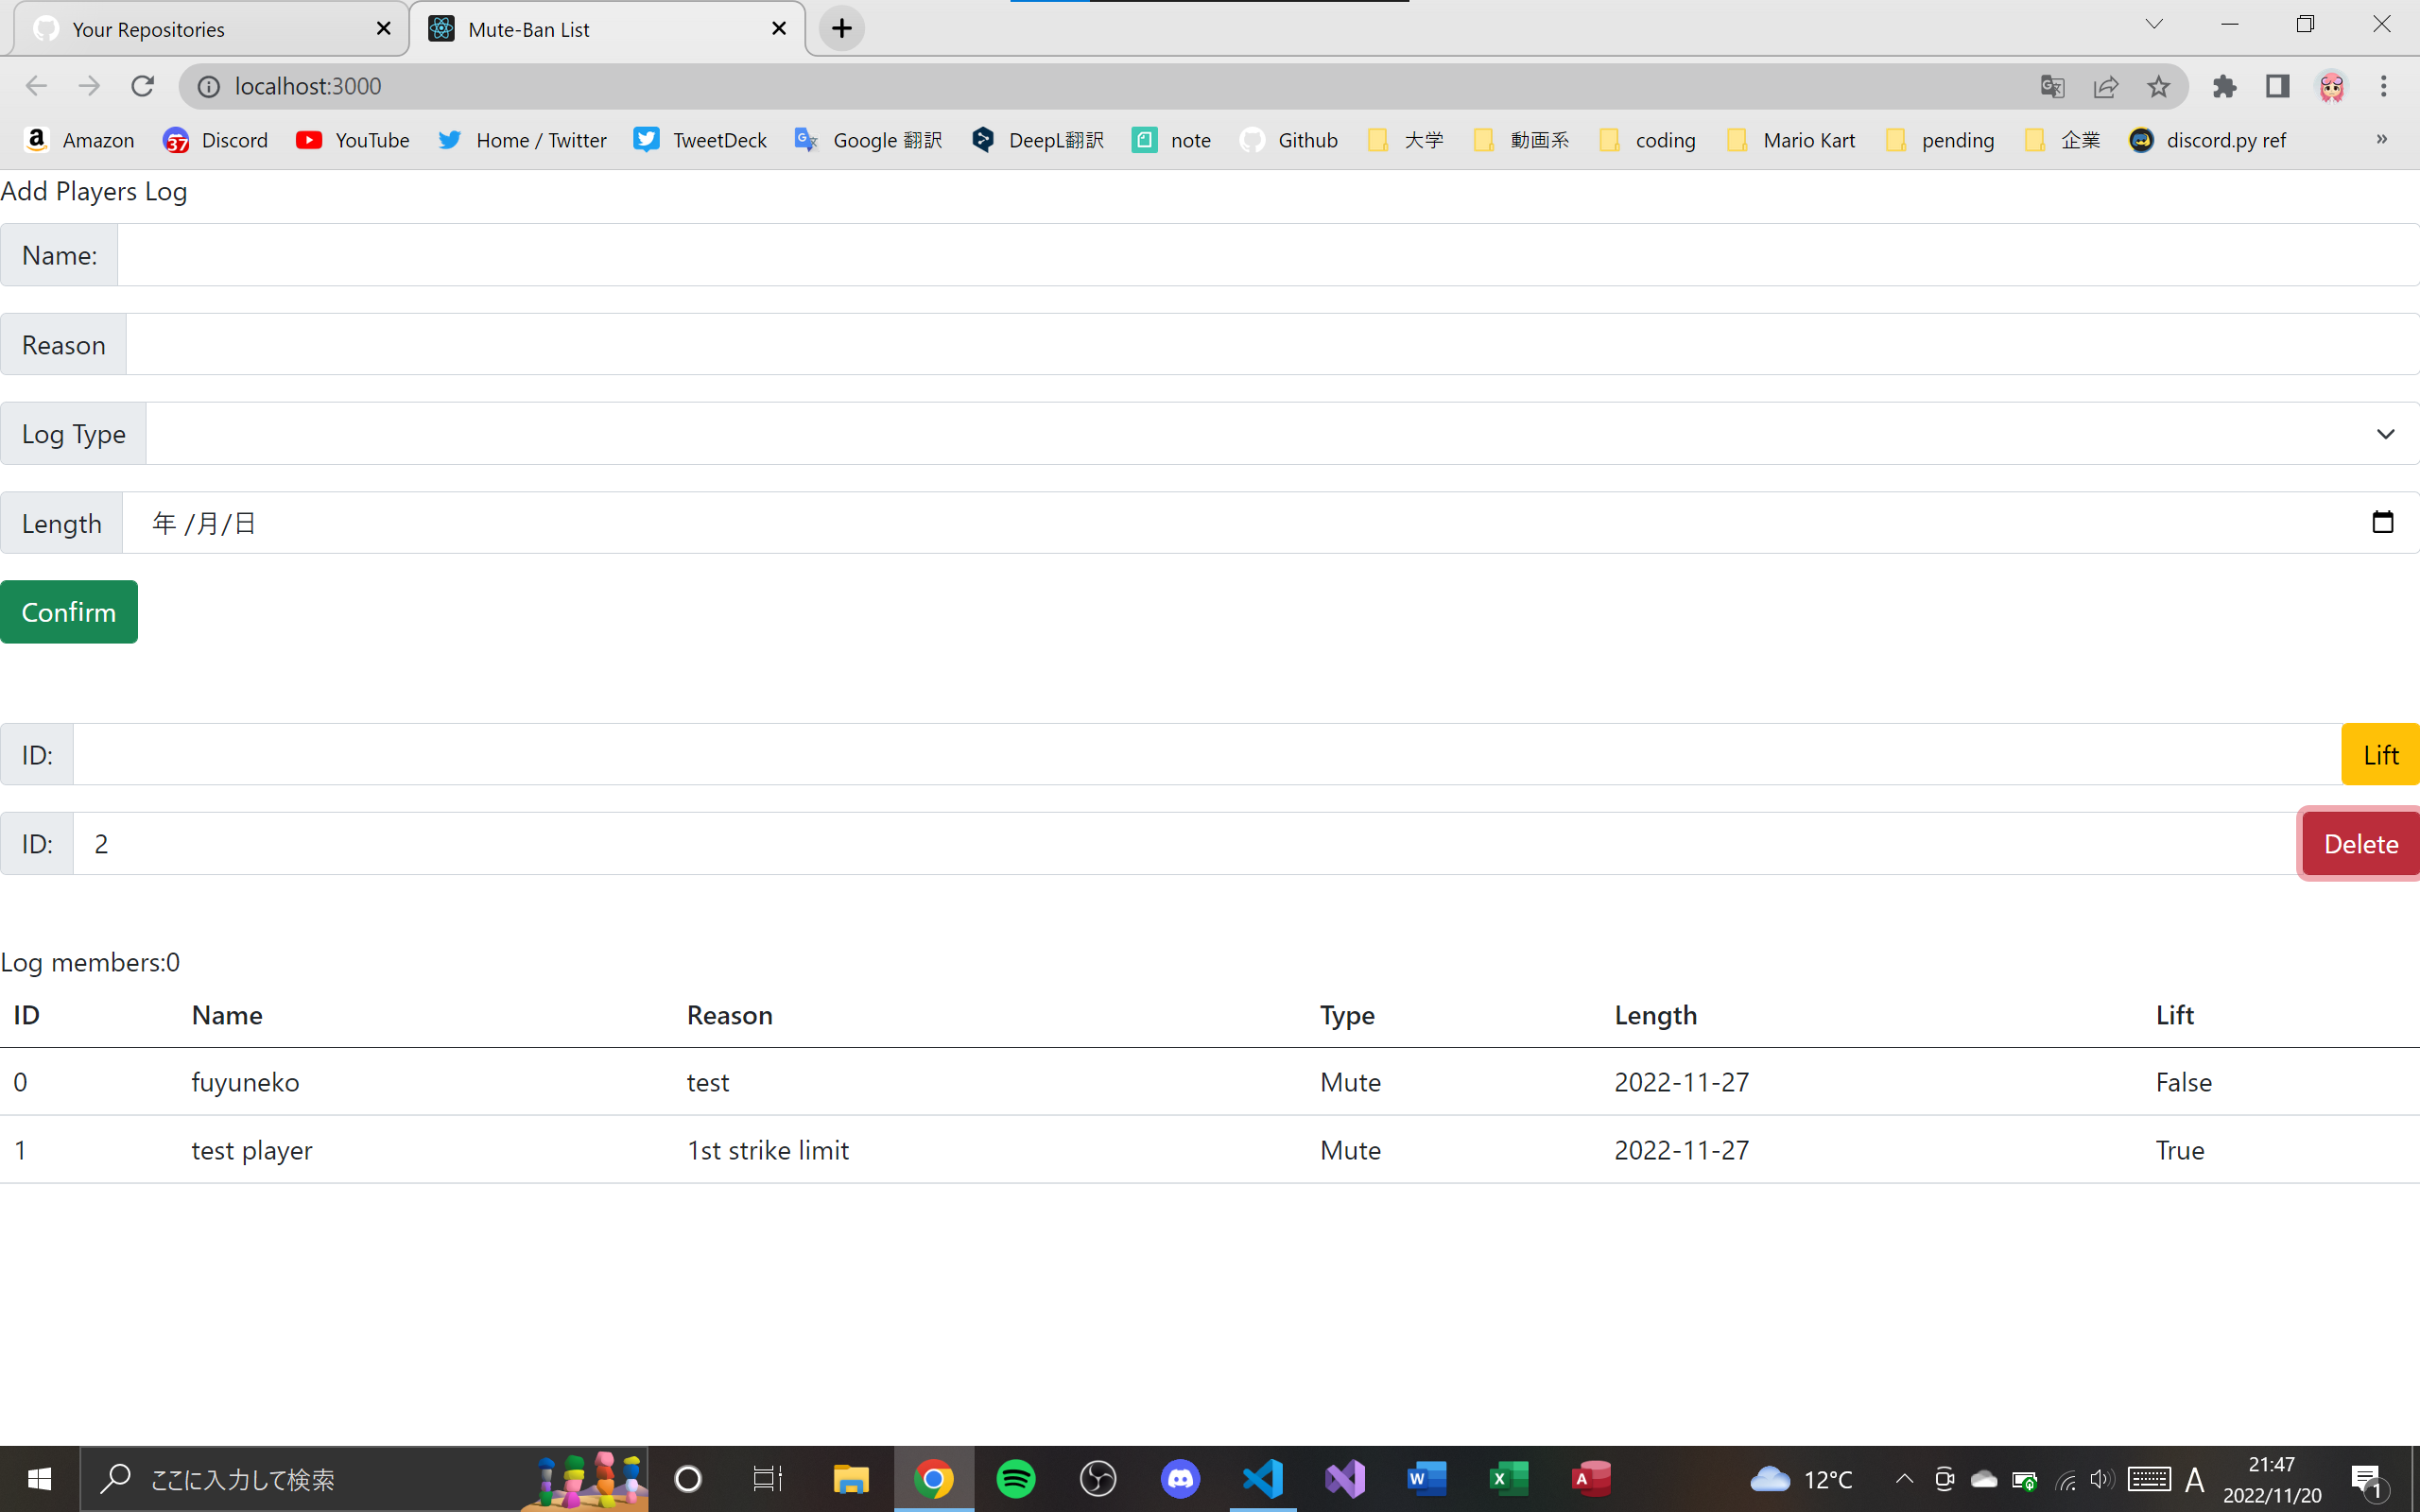 Your Repositories
Mute-Ban List
localhost:3000
Amazon
37
Discord
YouTube
Home / Twitter
TweetDeck
Google 翻訳
DeepL翻訳
note
Github
大学
動画系
coding
Mario Kart
pending
企業
discord.py ref
»
Add Players Log
Name:
Reason
Log Type
Length 年 /月/日
Confirm
ID: Lift
ID: 2 Delete
Log members:0
ID Name Reason Type Length Lift
0 fuyuneko test Mute 2022-11-27 False
1 test player 1st strike limit Mute 2022-11-27 True
ここに入力して検索
12°C
A
21:47
2022/11/20
1